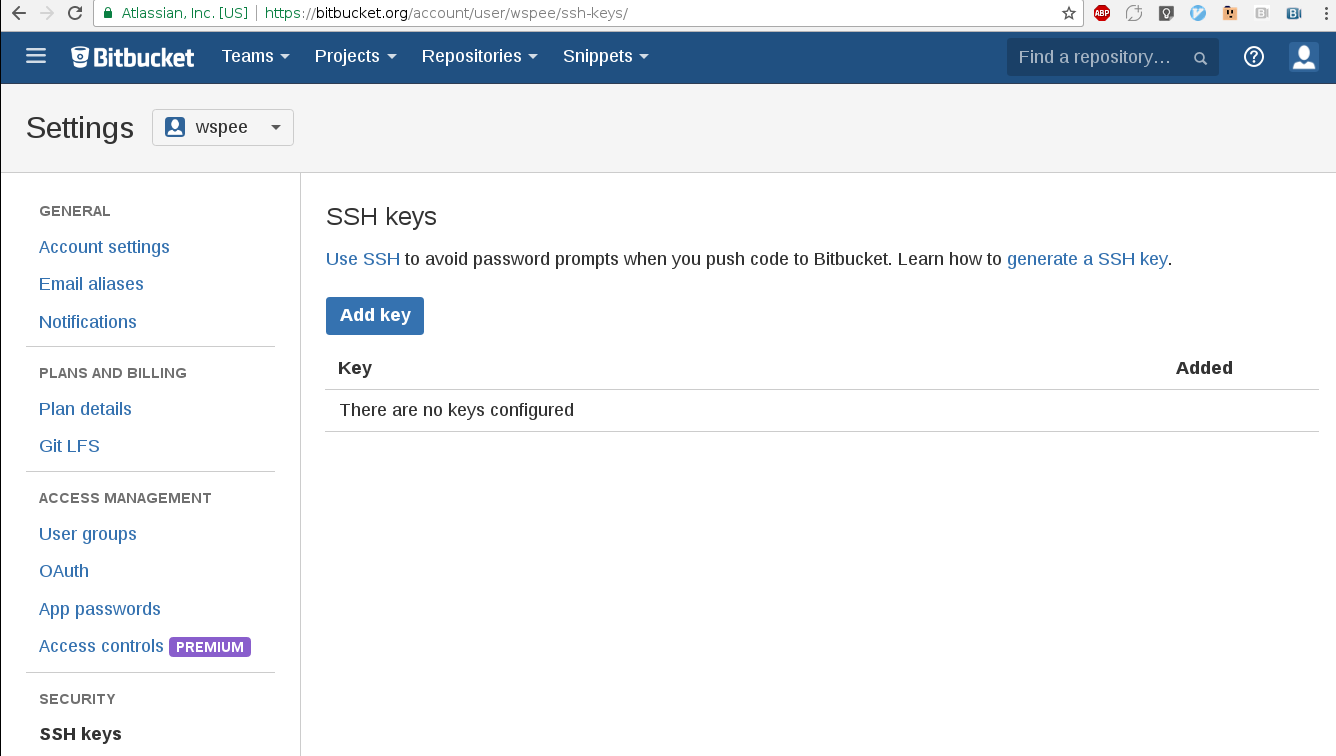 Atlassian, Inc. [US] | https://bitbucket.org/account/user/wspee/ssh-keys/
ABP
Bitbucket Teams Projects Repositories Snippets Find a repository... ?
Settings wspee
GENERAL
Account settings
Email aliases
Notifications
PLANS AND BILLING
Plan details
Git LFS
ACCESS MANAGEMENT
User groups
OAuth
App passwords
Access controls PREMIUM
SECURITY
SSH keys
SSH keys
Use SSH to avoid password prompts when you push code to Bitbucket. Learn how to generate a SSH key.
Add key
Key Added
There are no keys configured